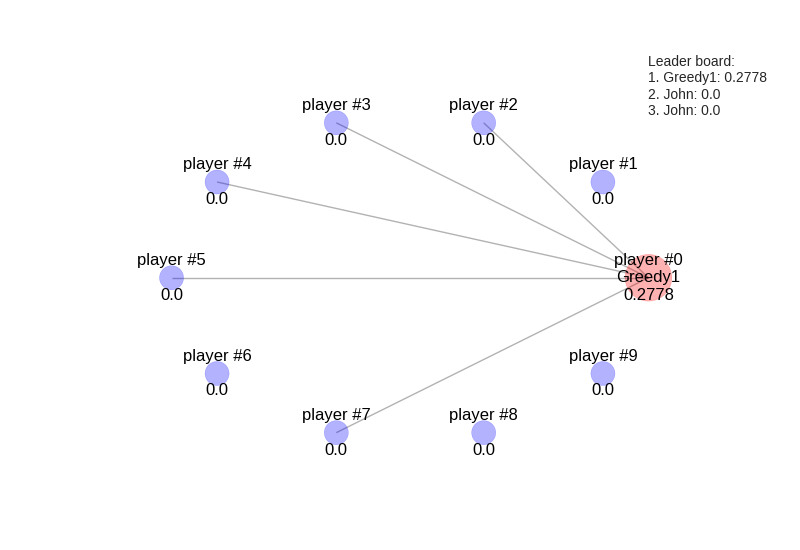 Leader board:
1. Greedy1: 0.2778
2. John: 0.0
3. John: 0.0
player #3
0.0
player #2
0.0
player #4
0.0
player #1
0.0
player #5
0.0
player #0
Greedy1
0.2778
player #6
0.0
player #9
0.0
player #7
0.0
player #8
0.0